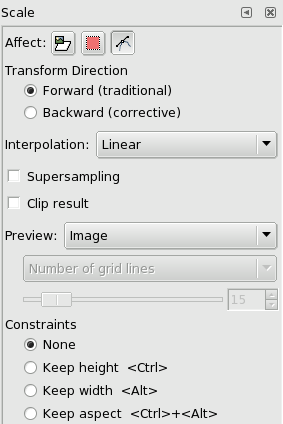 Scale
Affect:
Transform Direction
Forward (traditional)
Backward (corrective)
Interpolation: Linear
Supersampling
Clip result
Preview: Image
Number of grid lines
15
Constraints
None
Keep height <Ctrl>
Keep width <Alt>
Keep aspect <Ctrl>+<Alt>